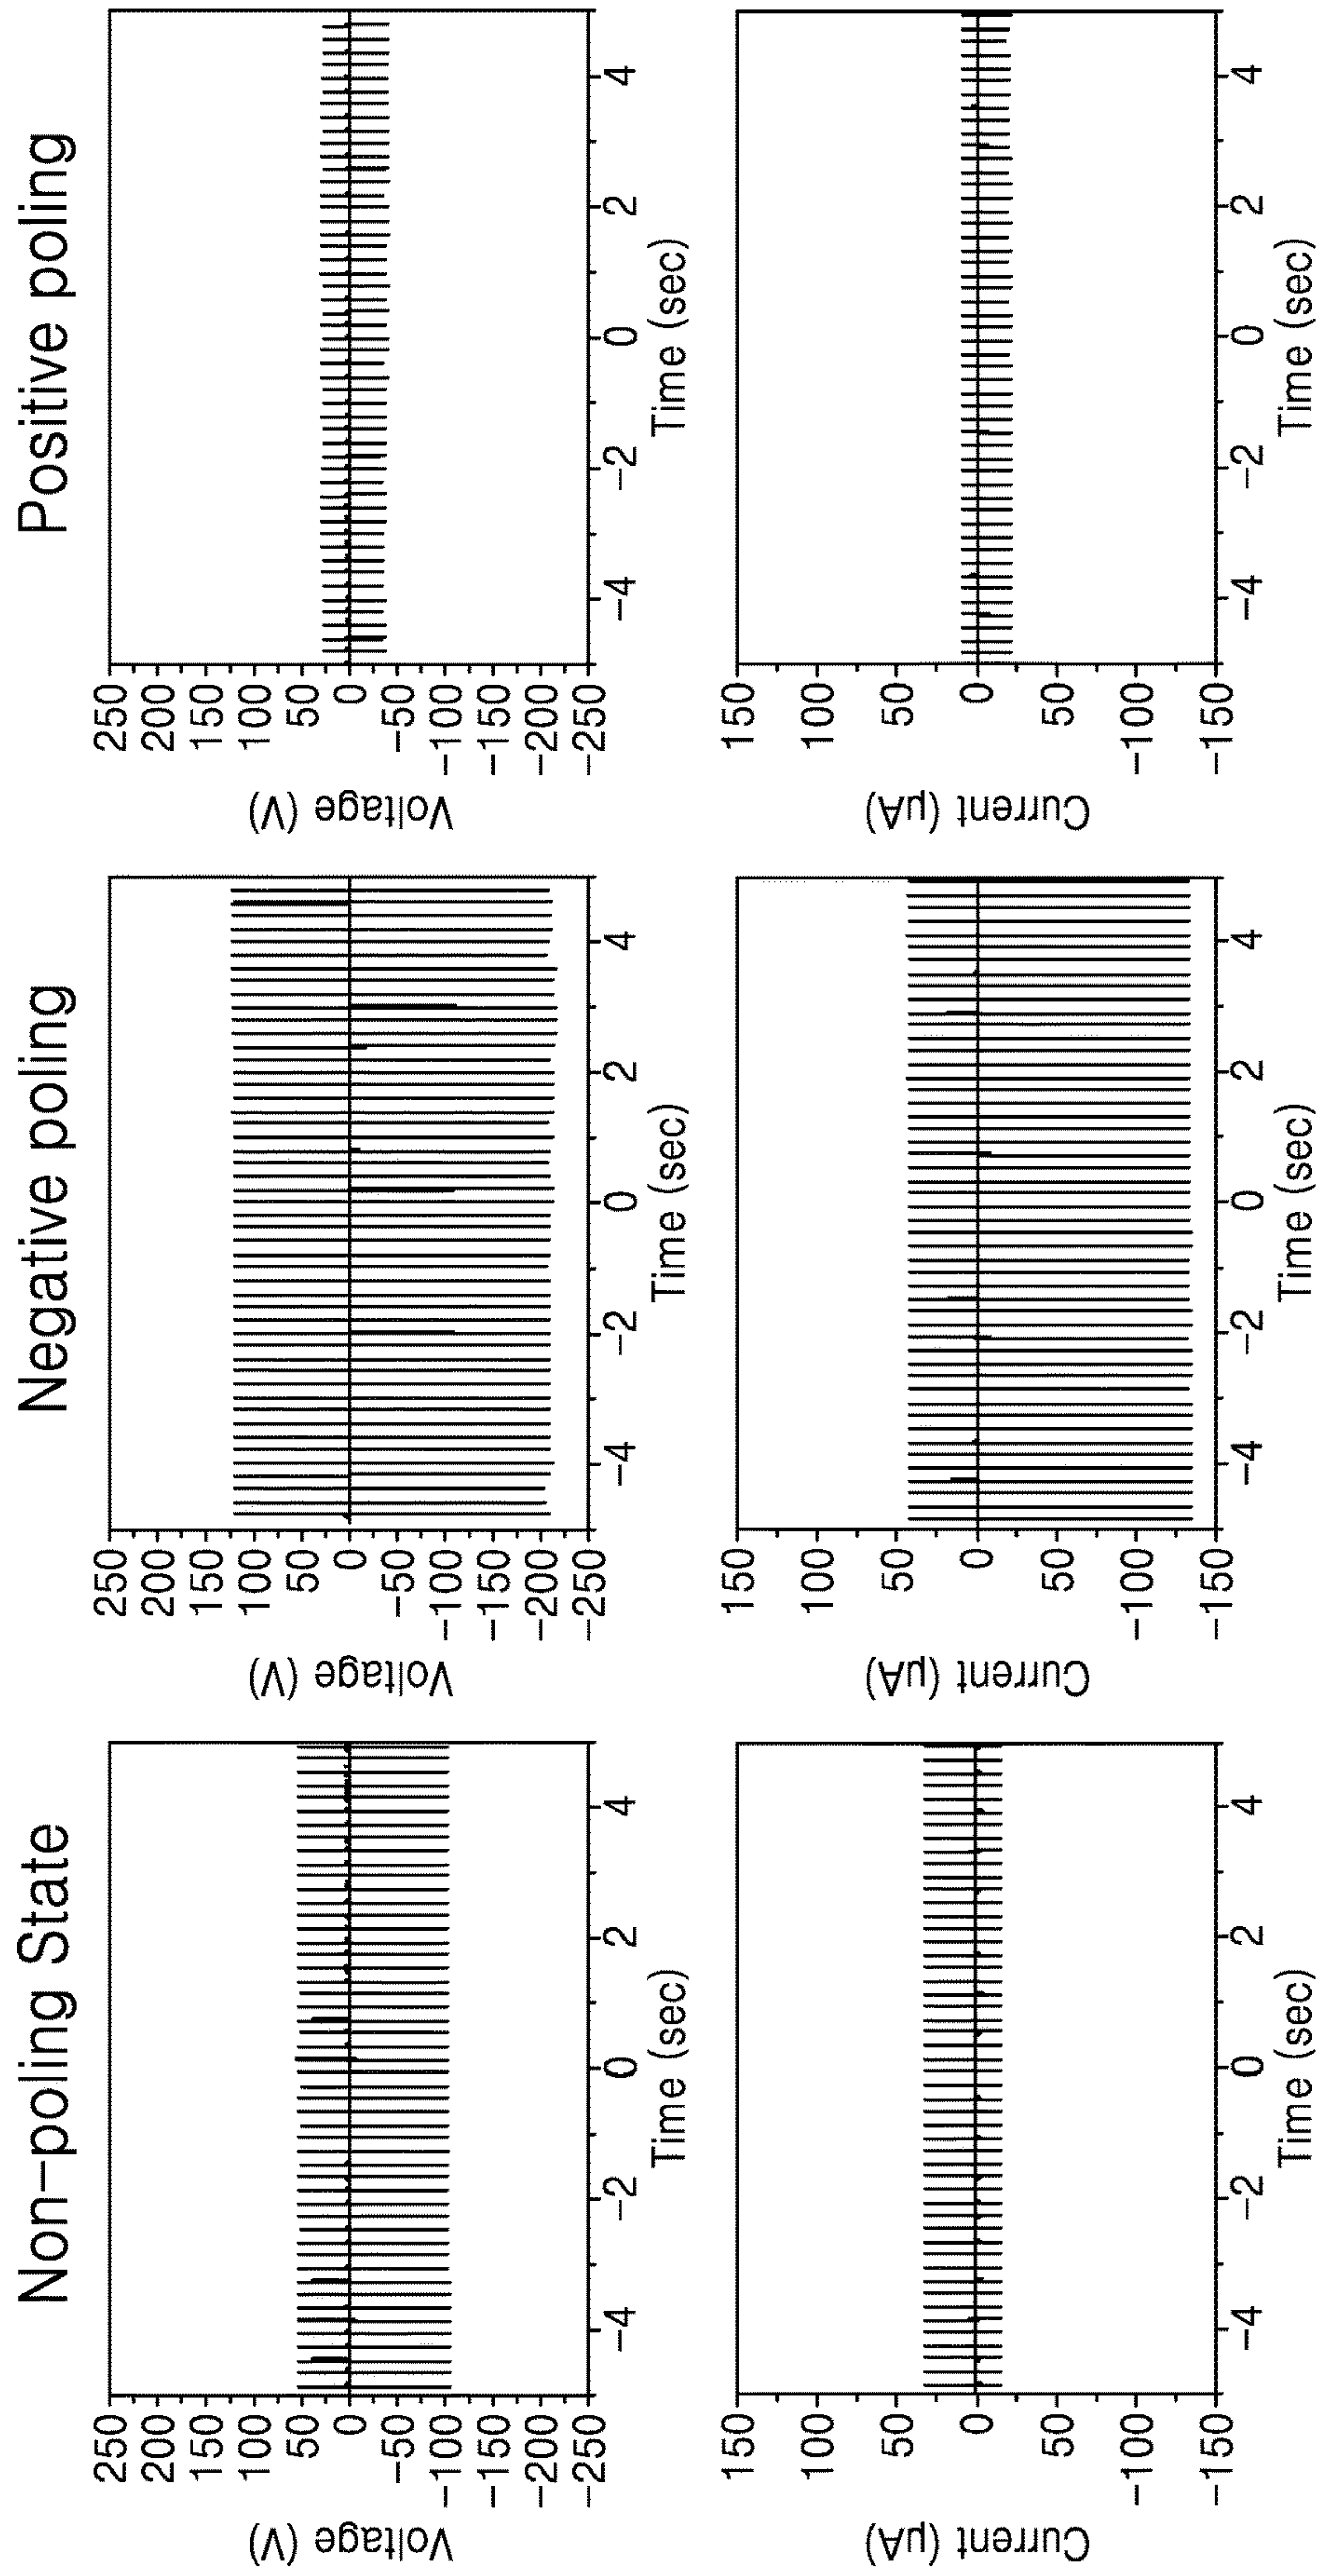 Non-poling State
Negative poling
Positive poling
Voltage (V)
250
200
150
100
50
0
-50
-100
-150
-200
-250
-4 -2 0 2 4
Time (sec)
Voltage (V)
250
200
150
100
50
0
-50
-100
-150
-200
-250
-4 -2 0 2 4
Time (sec)
Voltage (V)
250
200
150
100
50
0
-50
-100
-150
-200
-250
-4 -2 0 2 4
Time (sec)
Current (μA)
150
100
50
0
50
-100
-150
-4 -2 0 2 4
Time (sec)
Current (μA)
150
100
50
0
50
-100
-150
-4 -2 0 2 4
Time (sec)
Current (μA)
150
100
50
0
50
-100
-150
-4 -2 0 2 4
Time (sec)